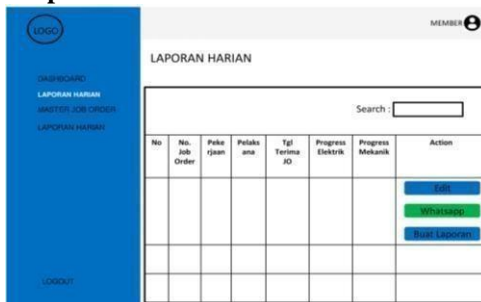 LOGO
MEMBER
LAPORAN HARIAN
DASHBOARD
LAPORAN HARIAN
MASTER JOB ORDER
LAPORAN HARIAN
Search :
No
No.
Job
Order
Peke
rjaan
Pelaks
ana
Tgl
Terima
JO
Progress
Elektrik
Progress
Mekanik
Action
Edit
Whatsapp
Buat Laporan
LOGOUT